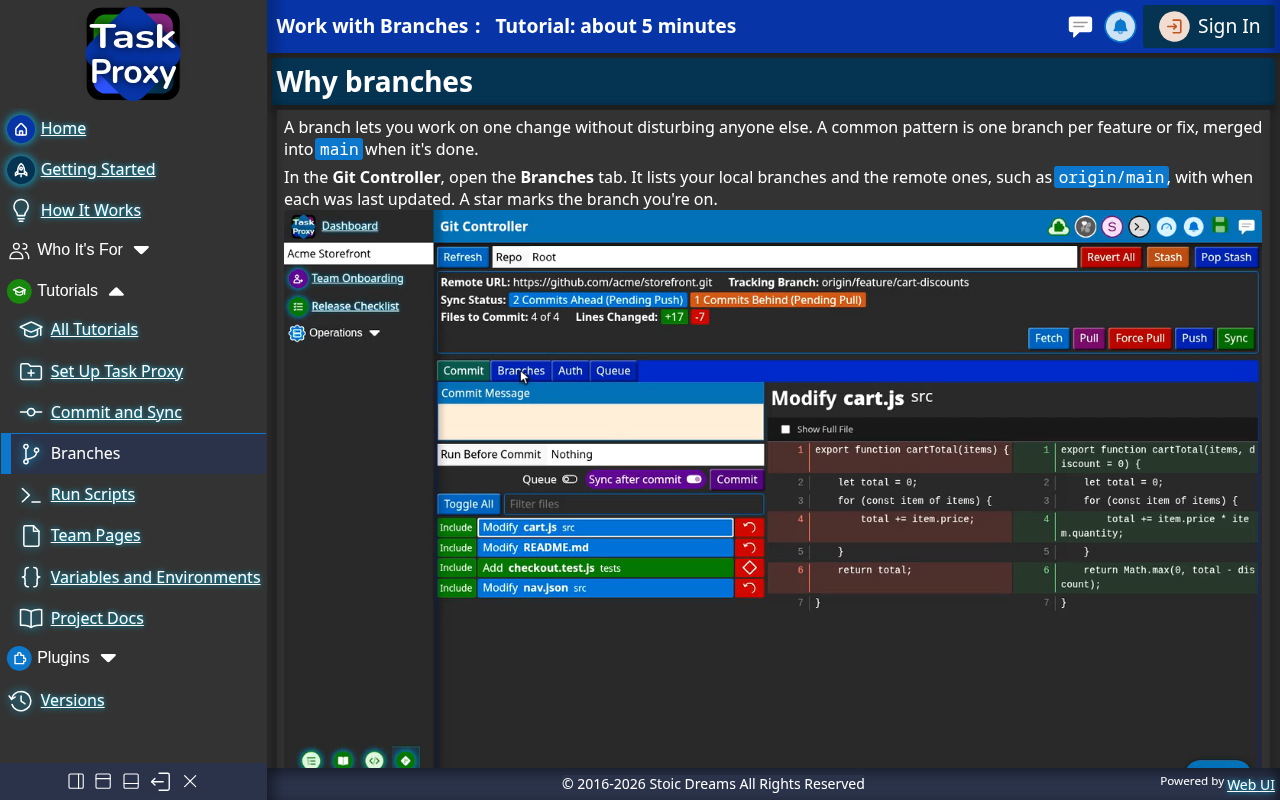 Task
Proxy
Work with Branches :   Tutorial: about 5 minutes
Sign In
Home
Getting Started
How It Works
Who It's For
Tutorials
All Tutorials
Set Up Task Proxy
Commit and Sync
Branches
Run Scripts
Team Pages
Variables and Environments
Project Docs
Plugins
Versions
Why branches
A branch lets you work on one change without disturbing anyone else. A common pattern is one branch per feature or fix, merged
into main when it's done.
In the Git Controller, open the Branches tab. It lists your local branches and the remote ones, such as origin/main, with when
each was last updated. A star marks the branch you're on.
Task
Proxy
Dashboard
Acme Storefront
Team Onboarding
Release Checklist
Operations
Git Controller
S
Refresh
Repo Root
Revert All
Stash
Pop Stash
Remote URL: https://github.com/acme/storefront.git Tracking Branch: origin/feature/cart-discounts
Sync Status: 2 Commits Ahead (Pending Push) 1 Commits Behind (Pending Pull)
Files to Commit: 4 of 4 Lines Changed: +17 -7
Fetch
Pull
Force Pull
Push
Sync
Commit
Branches
Auth
Queue
Commit Message
Run Before Commit Nothing
Queue
Sync after commit
Commit
Toggle All
Filter files
Include Modify cart.js src
Include Modify README.md
Include Add checkout.test.js tests
Include Modify nav.json src
Modify cart.js src
Show Full File
1 export function cartTotal(items) {
2 let total = 0;
3 for (const item of items) {
4 total += item.price;
5 }
6 return total;
7 }
1 export function cartTotal(items, d
iscount = 0) {
2 let total = 0;
3 for (const item of items) {
4 total += item.price * ite
m.quantity;
5 }
6 return Math.max(0, total - dis
count);
7 }
© 2016-2026 Stoic Dreams All Rights Reserved
Powered by Web UI